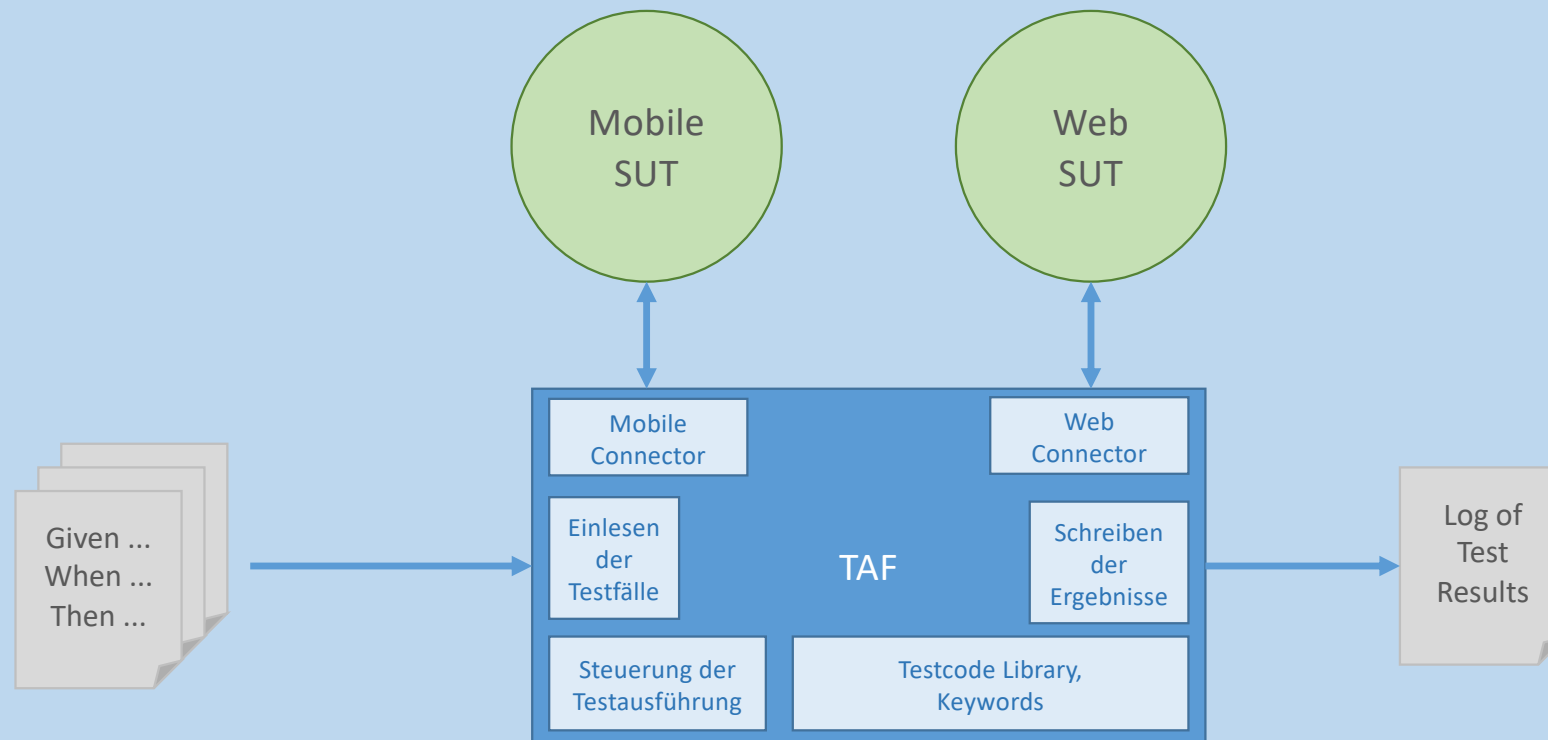 Mobile
SUT
Web
SUT
Mobile
Connector
Web
Connector
Given ...
When ...
Then ...
Einlesen
der
Testfälle
TAF
Schreiben
der
Ergebnisse
Log of
Test
Results
Steuerung der
Testausführung
Testcode Library,
Keywords